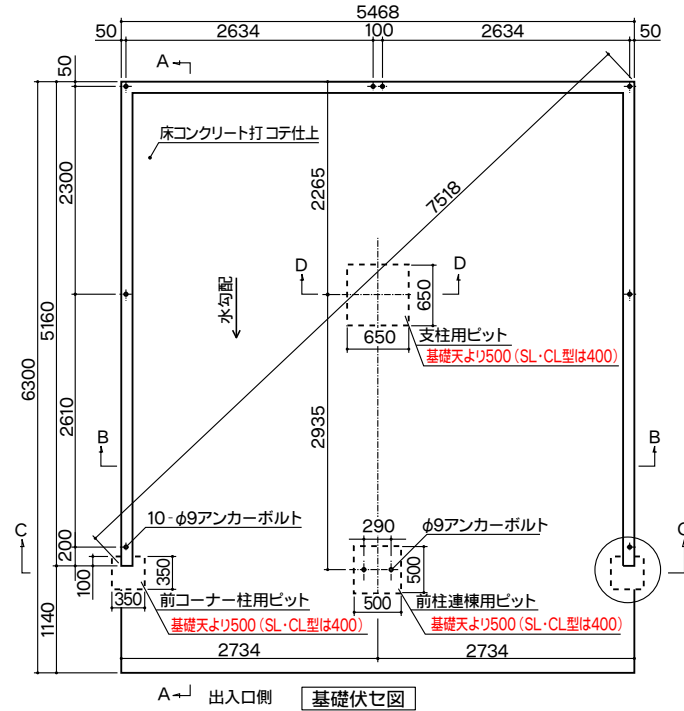 5468
50 2634 100 2634 50
A
50
床コンクリート打コテ仕上
2300
2265
7518
D D
水勾配
650
650
5160
6300
支柱用ピット
基礎天より500(SL・CL型は400)
2610
2935
B B
10-φ9アンカーボルト
290
φ9アンカーボルト
C C
200
100
350
350
500
500
前コーナー柱用ピット
前柱連棟用ピット
基礎天より500(SL・CL型は400)
基礎天より500(SL・CL型は400)
1140
2734 2734
A
出入口側
基礎伏セ図